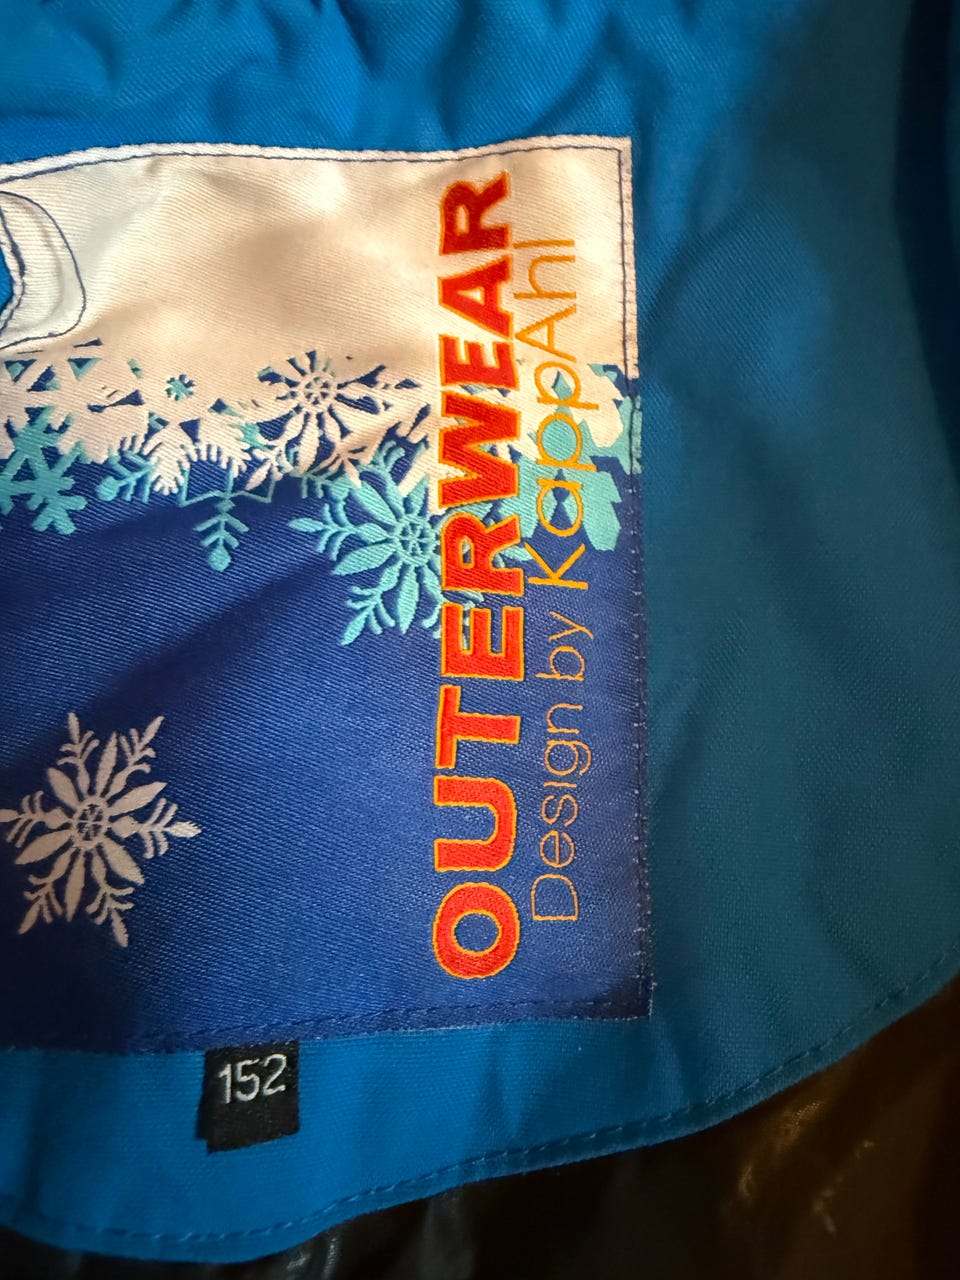 OUTERWEAR
Design by KappAhl
152